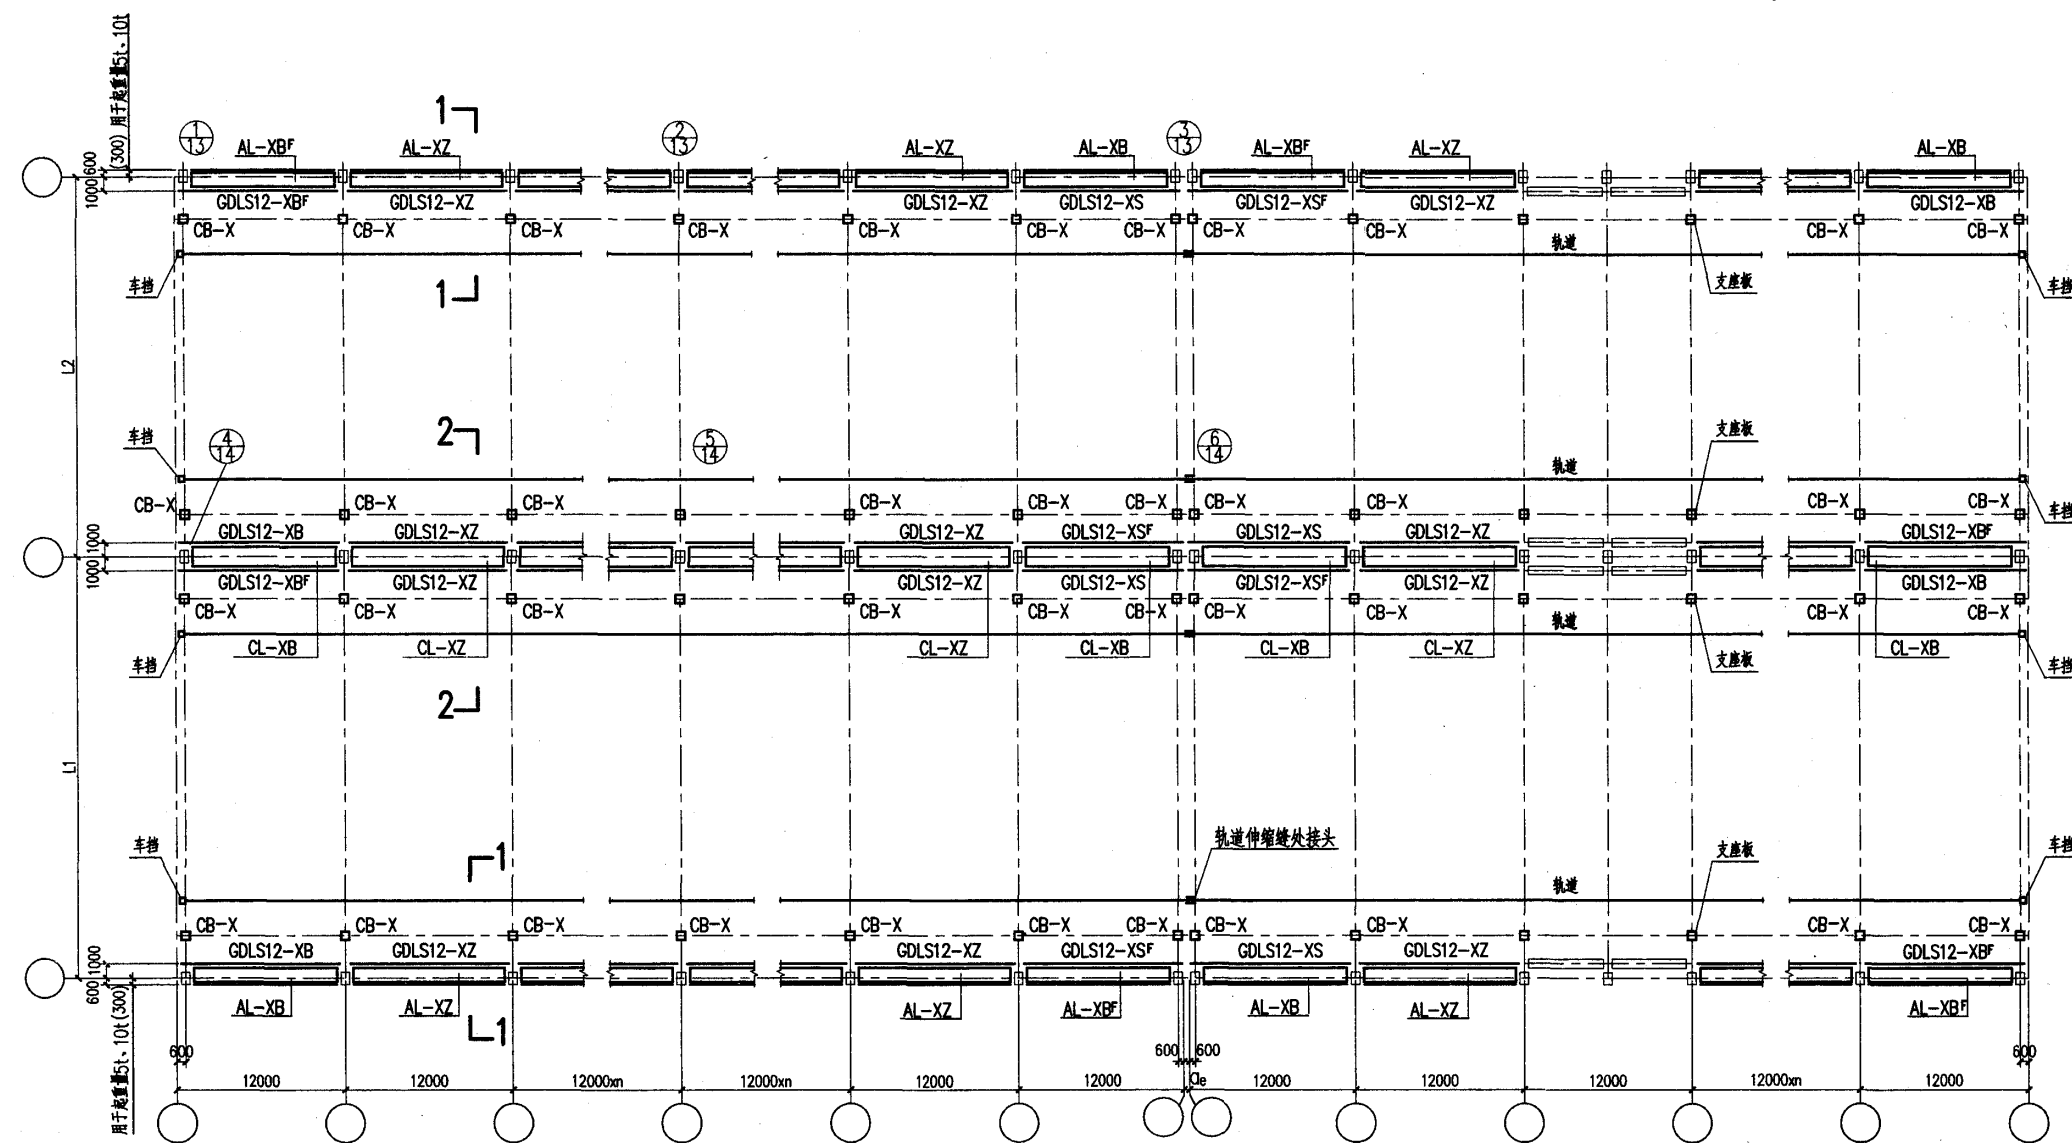 (300) 用于起重量5t、10t
1
1
13
2
13
3
13
AL-XBF
AL-XZ
AL-XZ
AL-XB
AL-XBF
AL-XZ
AL-XB
600
1000
GDLS12-XBF
GDLS12-XZ
GDLS12-XZ
GDLS12-XS
GDLS12-XSF
GDLS12-XZ
GDLS12-XB
CB-X
CB-X
CB-X
CB-X
CB-X
CB-X
CB-X
CB-X
CB-X
CB-X
CB-X
轨道
车挡
1
支座板
车挡
L2
车挡
4
14
2
5
14
6
14
支座板
轨道
CB-X
CB-X
CB-X
CB-X
CB-X
CB-X
CB-X
CB-X
CB-X
CB-X
车挡
GDLS12-XB
GDLS12-XZ
GDLS12-XZ
GDLS12-XSF
GDLS12-XS
GDLS12-XZ
GDLS12-XBF
1000
1000
GDLS12-XBF
GDLS12-XZ
GDLS12-XZ
GDLS12-XS
GDLS12-XSF
GDLS12-XZ
GDLS12-XB
CB-X
CB-X
CB-X
CB-X
CB-X
CB-X
CB-X
CB-X
CB-X
CB-X
轨道
车挡
CL-XB
CL-XZ
CL-XZ
CL-XB
CL-XB
CL-XZ
支座板
CL-XB
车挡
2
L1
车挡
1
轨道伸缩缝处接头
支座板
车挡
轨道
CB-X
CB-X
CB-X
CB-X
CB-X
CB-X
CB-X
CB-X
CB-X
CB-X
CB-X
GDLS12-XB
GDLS12-XZ
GDLS12-XZ
GDLS12-XSF
GDLS12-XS
GDLS12-XZ
GDLS12-XBF
1000
600
AL-XB
AL-XZ
AL-XZ
AL-XBF
AL-XB
AL-XZ
AL-XBF
1
用于起重量5t、10t(300)
600
600
600
600
12000
12000
12000xn
12000xn
12000
12000
ae
12000
12000
12000
12000xn
12000